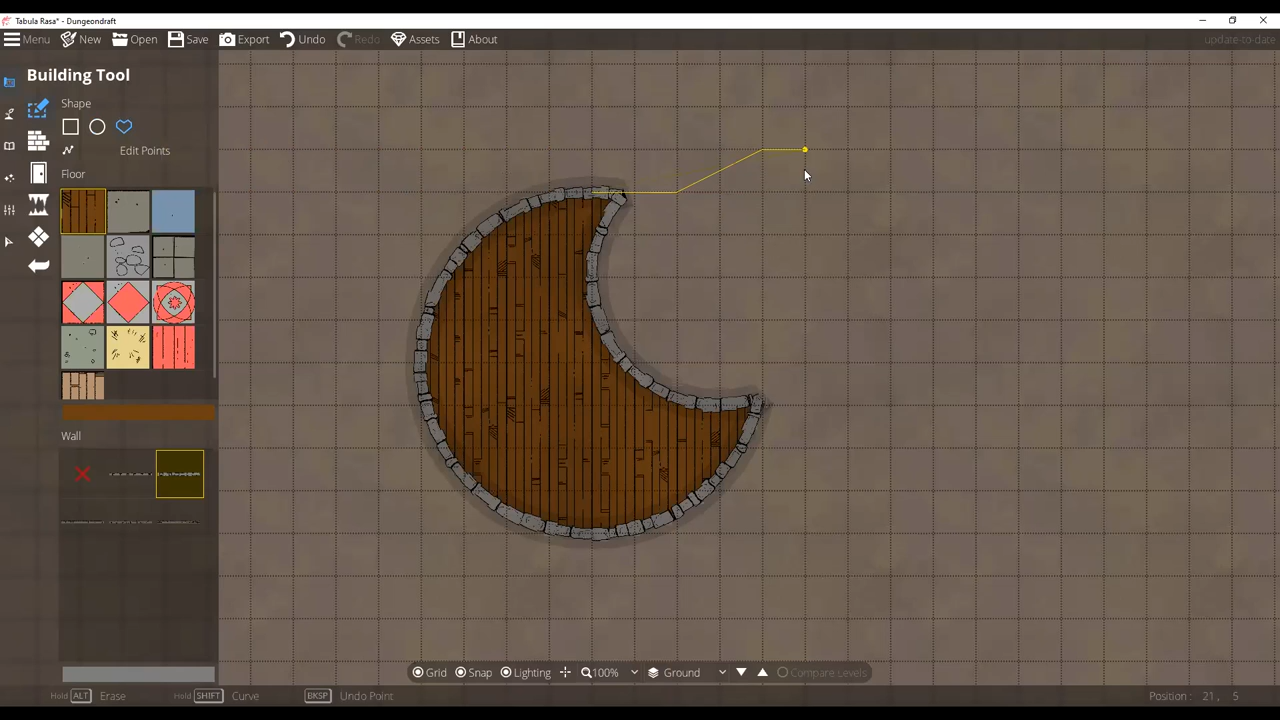 Tabula Rasa* - Dungeondraft
Menu New Open Save Export Undo Redo Assets About update-to-date
Building Tool
Shape
Edit Points
Floor
Wall
Grid Snap Lighting 100% Ground Compare Levels
Hold ALT Erase Hold SHIFT Curve BKSP Undo Point Position : 21, 5